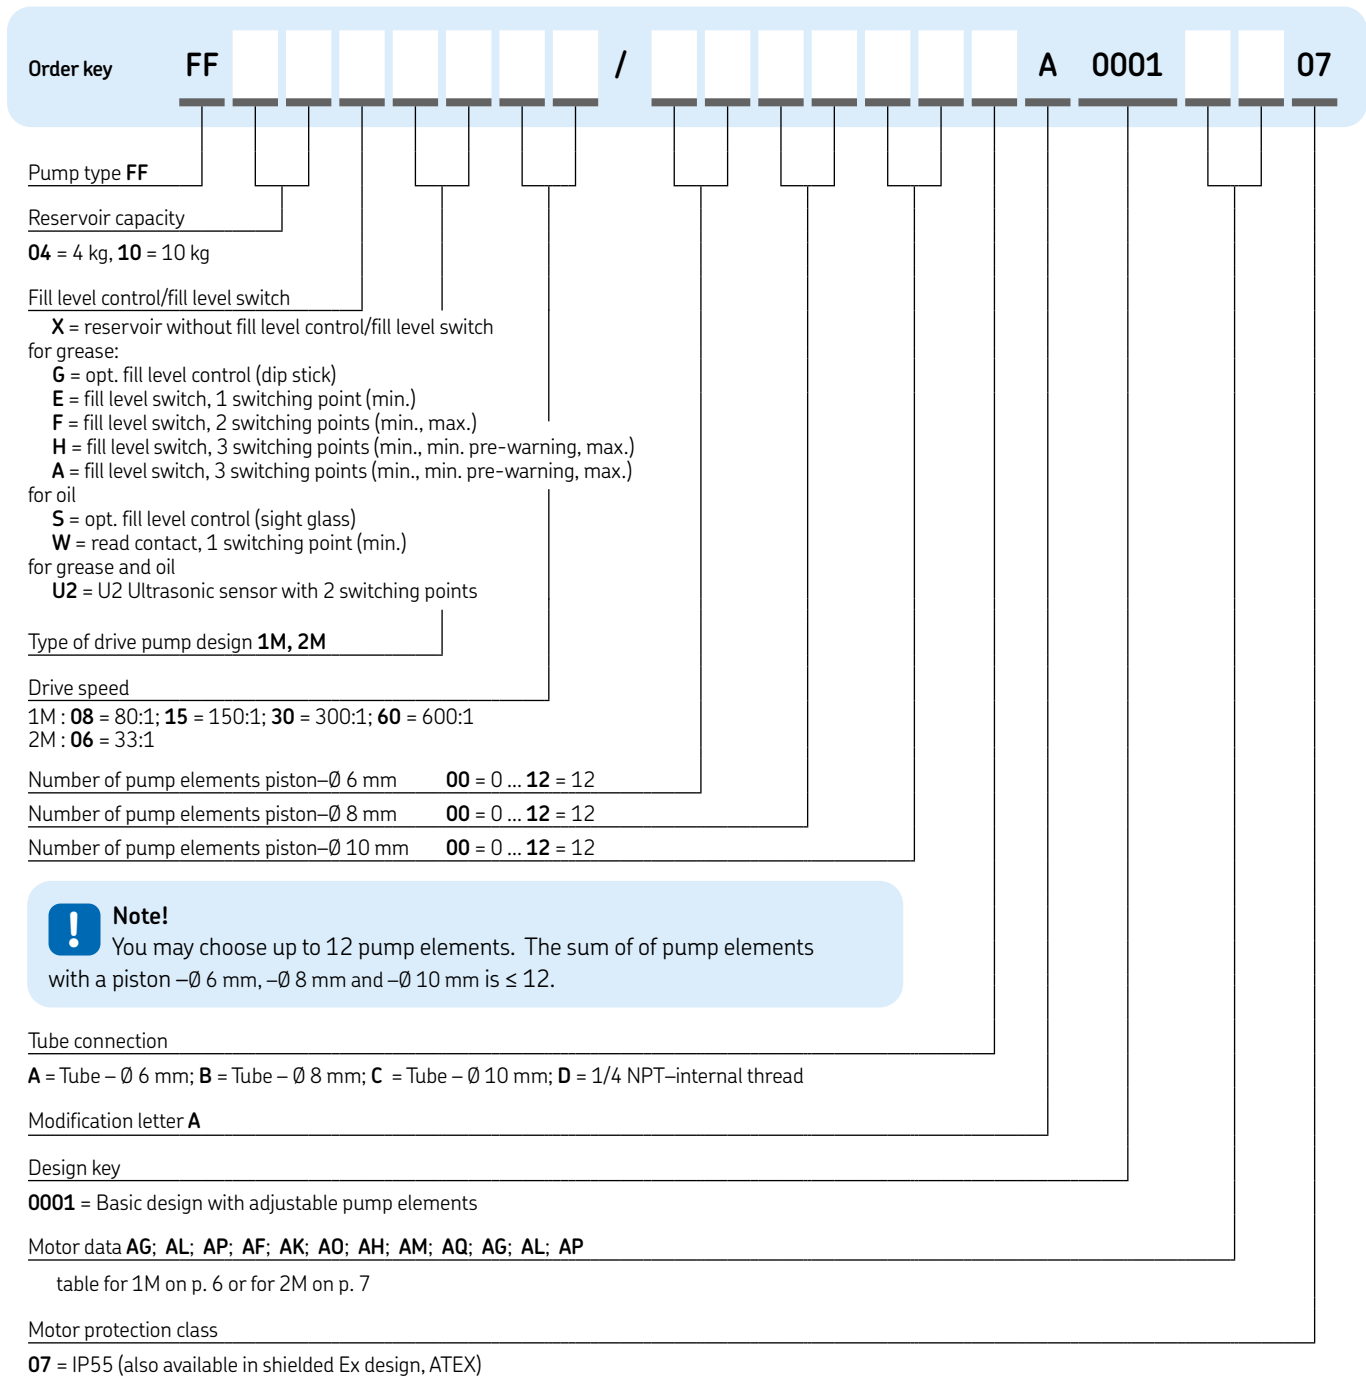 Order key FF / A 0001 07
Pump type FF
Reservoir capacity
04 = 4 kg, 10 = 10 kg
Fill level control/fill level switch
X = reservoir without fill level control/fill level switch
for grease:
G = opt. fill level control (dip stick)
E = fill level switch, 1 switching point (min.)
F = fill level switch, 2 switching points (min., max.)
H = fill level switch, 3 switching points (min., min. pre-warning, max.)
A = fill level switch, 3 switching points (min., min. pre-warning, max.)
for oil
S = opt. fill level control (sight glass)
W = read contact, 1 switching point (min.)
for grease and oil
U2 = U2 Ultrasonic sensor with 2 switching points
Type of drive pump design 1M, 2M
Drive speed
1M : 08 = 80:1; 15 = 150:1; 30 = 300:1; 60 = 600:1
2M : 06 = 33:1
Number of pump elements piston–Ø 6 mm 00 = 0 ... 12 = 12
Number of pump elements piston–Ø 8 mm 00 = 0 ... 12 = 12
Number of pump elements piston–Ø 10 mm 00 = 0 ... 12 = 12
! Note!
You may choose up to 12 pump elements. The sum of of pump elements
with a piston –Ø 6 mm, –Ø 8 mm and –Ø 10 mm is ≤ 12.
Tube connection
A = Tube – Ø 6 mm; B = Tube – Ø 8 mm; C = Tube – Ø 10 mm; D = 1/4 NPT–internal thread
Modification letter A
Design key
0001 = Basic design with adjustable pump elements
Motor data AG; AL; AP; AF; AK; AO; AH; AM; AQ; AG; AL; AP
table for 1M on p. 6 or for 2M on p. 7
Motor protection class
07 = IP55 (also available in shielded Ex design, ATEX)